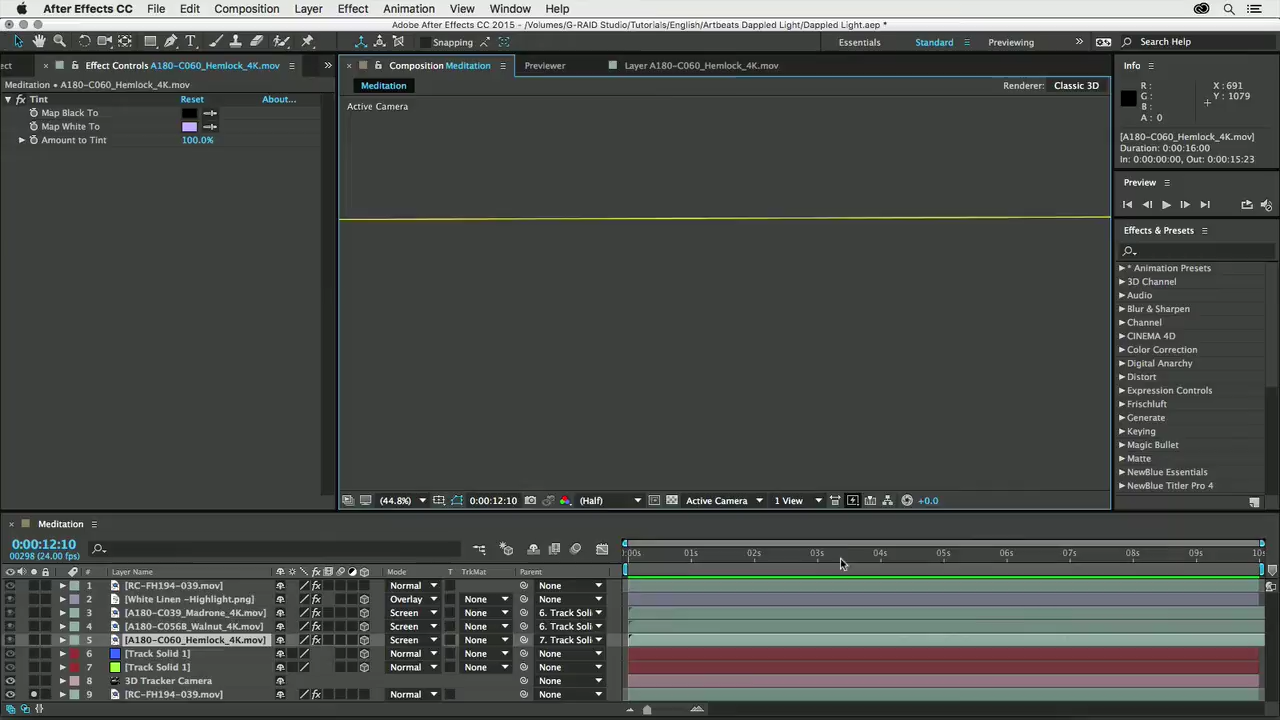 After Effects CC File Edit Composition Layer Effect Animation View Window Help
Adobe After Effects CC 2015 - /Volumes/G-RAID Studio/Tutorials/English/Artbeats Dappled Light/Dappled Light.aep *
Snapping Essentials Standard Previewing Search Help
ect Effect Controls A180-C060_Hemlock_4K.mov Composition Meditation Previewer Layer A180-C060_Hemlock_4K.mov Info
Meditation • A180-C060_Hemlock_4K.mov Meditation Renderer: Classic 3D
R: X: 691
G: Y: 1079
B:
A: 0
fx Tint Reset About...
Active Camera
Map Black To
Map White To
Amount to Tint 100.0%
[A180-C060_Hemlock_4K.mov]
Duration: 0:00:16:00
In: 0:00:00:00, Out: 0:00:15:23
Preview
Effects & Presets
* Animation Presets
3D Channel
Audio
Blur & Sharpen
Channel
CINEMA 4D
Color Correction
Digital Anarchy
Distort
Expression Controls
Frischluft
Generate
Keying
Magic Bullet
Matte
NewBlue Essentials
NewBlue Titler Pro 4
(44.8%) 0:00:12:10 (Half) Active Camera 1 View +0.0
Meditation
0:00:12:10
00298 (24.00 fps)
:00s 01s 02s 03s 04s 05s 06s 07s 08s 09s 10s
# Layer Name Mode T TrkMat Parent
1 [RC-FH194-039.mov] fx Normal None
2 [White Linen -Highlight.png] Overlay None None
3 [A180-C039_Madrone_4K.mov] fx Screen None 6. Track Soli
4 [A180-C056B_Walnut_4K.mov] fx Screen None 6. Track Soli
5 [A180-C060_Hemlock_4K.mov] fx Screen None 7. Track Soli
6 [Track Solid 1] Normal None None
7 [Track Solid 1] Normal None None
8 3D Tracker Camera None
9 [RC-FH194-039.mov] fx Normal None